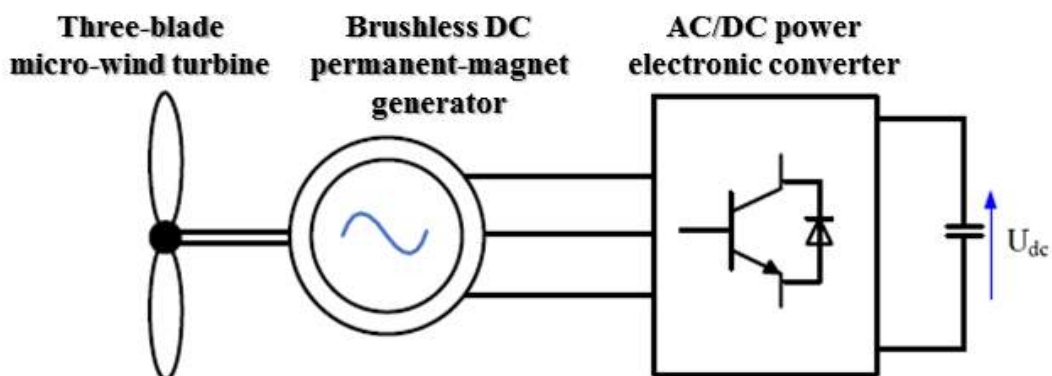 Three-blade
micro-wind turbine
Brushless DC
permanent-magnet
generator
AC/DC power
electronic converter
Udc